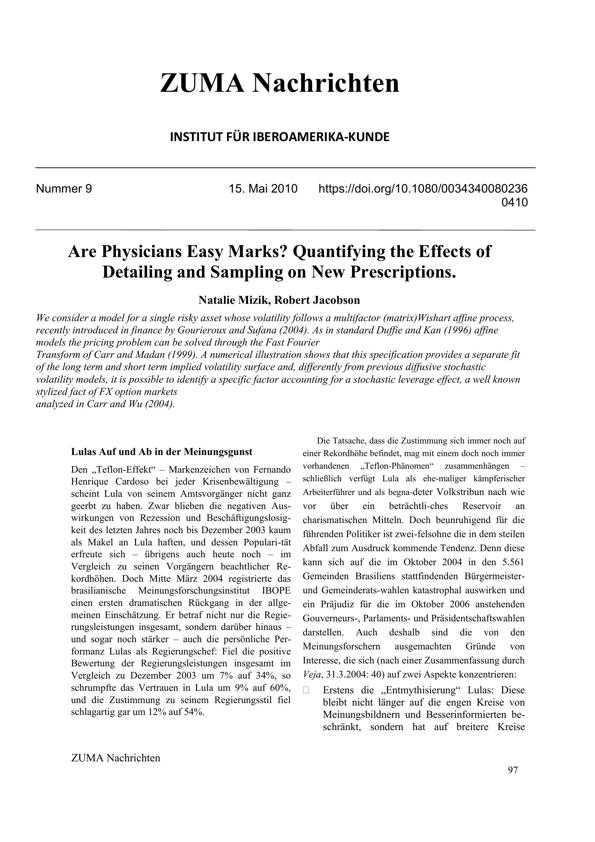 ZUMA Nachrichten
INSTITUT FÜR IBEROAMERIKA-KUNDE
Nummer 9 15. Mai 2010 https://doi.org/10.1080/0034340080236
0410
Are Physicians Easy Marks? Quantifying the Effects of
Detailing and Sampling on New Prescriptions.
Natalie Mizik, Robert Jacobson
We consider a model for a single risky asset whose volatility follows a multifactor (matrix)Wishart affine process,
recently introduced in finance by Gourieroux and Sufana (2004). As in standard Duffie and Kan (1996) affine
models the pricing problem can be solved through the Fast Fourier
Transform of Carr and Madan (1999). A numerical illustration shows that this specification provides a separate fit
of the long term and short term implied volatility surface and, differently from previous diffusive stochastic
volatility models, it is possible to identify a specific factor accounting for a stochastic leverage effect, a well known
stylized fact of FX option markets
analyzed in Carr and Wu (2004).
Lulas Auf und Ab in der Meinungsgunst
Den „Teflon-Effekt“ – Markenzeichen von Fernando
Henrique Cardoso bei jeder Krisenbewältigung –
scheint Lula von seinem Amtsvorgänger nicht ganz
geerbt zu haben. Zwar blieben die negativen Aus-
wirkungen von Rezession und Beschäftigungslosig-
keit des letzten Jahres noch bis Dezember 2003 kaum
als Makel an Lula haften, und dessen Populari-tät
erfreute sich – übrigens auch heute noch – im
Vergleich zu seinen Vorgängern beachtlicher Re-
kordhöhen. Doch Mitte März 2004 registrierte das
brasilianische Meinungsforschungsinstitut IBOPE
einen ersten dramatischen Rückgang in der allge-
meinen Einschätzung. Er betraf nicht nur die Regie-
rungsleistungen insgesamt, sondern darüber hinaus –
und sogar noch stärker – auch die persönliche Per-
formanz Lulas als Regierungschef: Fiel die positive
Bewertung der Regierungsleistungen insgesamt im
Vergleich zu Dezember 2003 um 7% auf 34%, so
schrumpfte das Vertrauen in Lula um 9% auf 60%,
und die Zustimmung zu seinem Regierungsstil fiel
schlagartig gar um 12% auf 54%.
Die Tatsache, dass die Zustimmung sich immer noch auf
einer Rekordhöhe befindet, mag mit einem doch noch immer
vorhandenen „Teflon-Phänomen“ zusammenhängen –
schließlich verfügt Lula als ehe-maliger kämpferischer
Arbeiterführer und als begna-deter Volkstribun nach wie
vor über ein beträchtli-ches Reservoir an
charismatischen Mitteln. Doch beunruhigend für die
führenden Politiker ist zwei-felsohne die in dem steilen
Abfall zum Ausdruck kommende Tendenz. Denn diese
kann sich auf die im Oktober 2004 in den 5.561
Gemeinden Brasiliens stattfindenden Bürgermeister-
und Gemeinderats-wahlen katastrophal auswirken und
ein Präjudiz für die im Oktober 2006 anstehenden
Gouverneurs-, Parlaments- und Präsidentschaftswahlen
darstellen. Auch deshalb sind die von den
Meinungsforschern ausgemachten Gründe von
Interesse, die sich (nach einer Zusammenfassung durch
Veja, 31.3.2004: 40) auf zwei Aspekte konzentrieren:
Erstens die „Entmythisierung“ Lulas: Diese
bleibt nicht länger auf die engen Kreise von
Meinungsbildnern und Besserinformierten be-
schränkt, sondern hat auf breitere Kreise
ZUMA Nachrichten
97